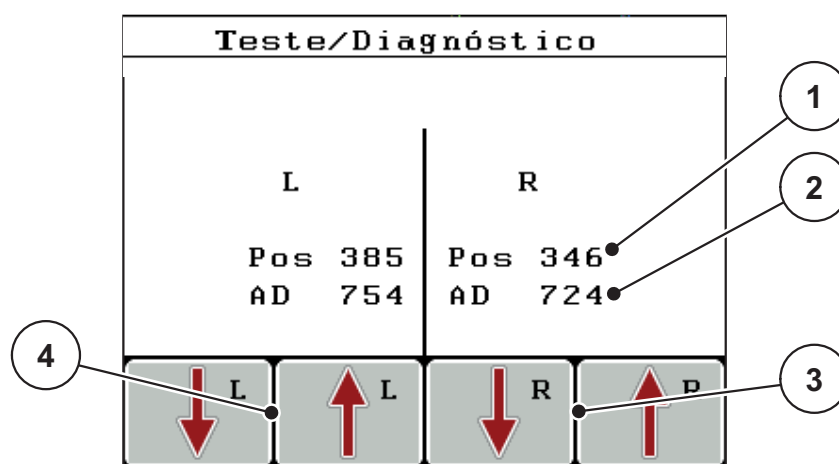 Teste/Diagnóstico
1
L R
2
Pos 385 Pos 346
AD 754 AD 724
4
3
L L R R